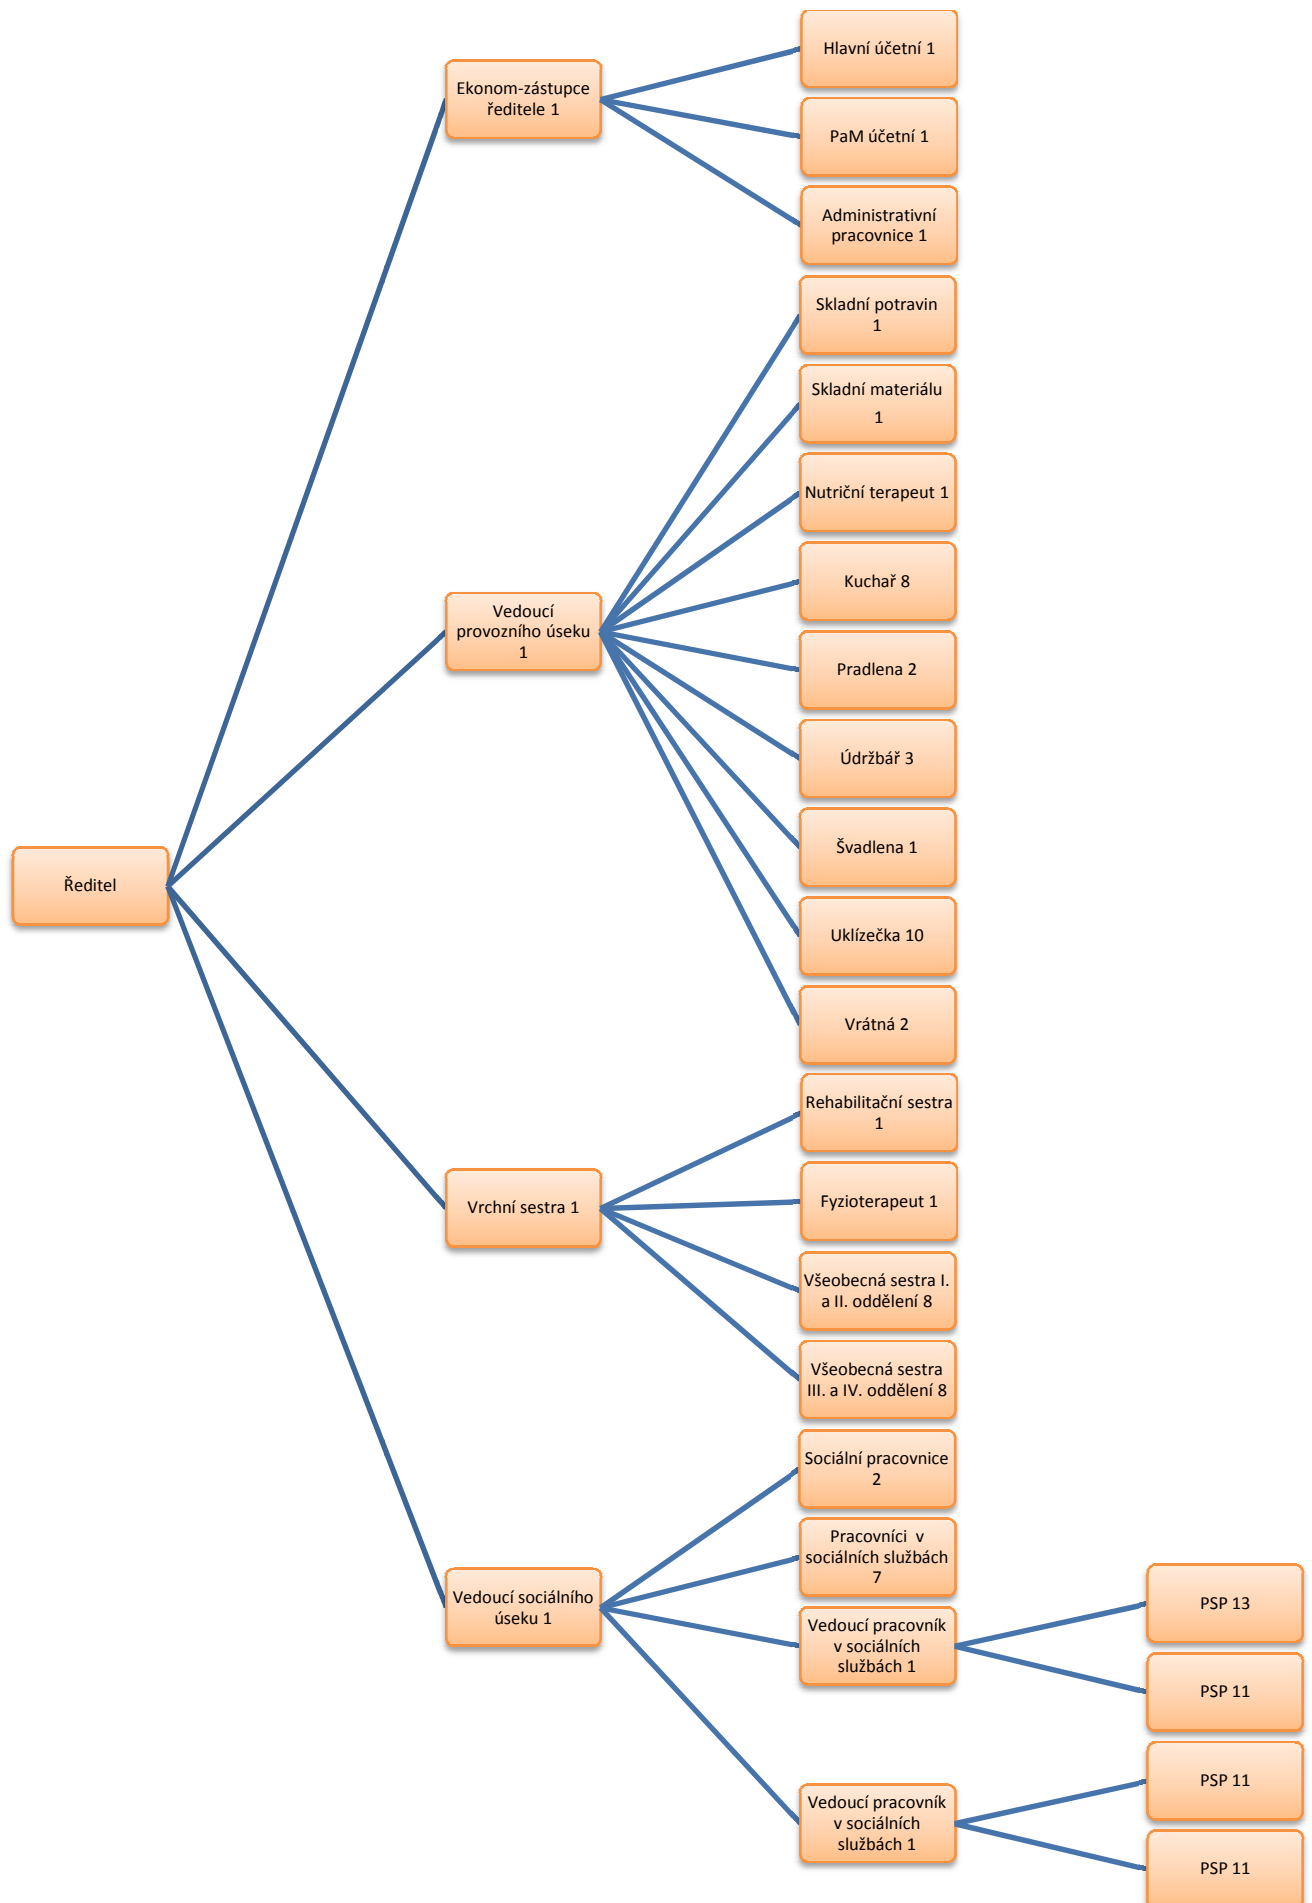 Hlavní účetní 1
Ekonom-zástupce
ředitele 1
PaM účetní 1
Administrativní
pracovnice 1
Skladní potravin
1
Skladní materiálu
1
Nutriční terapeut 1
Kuchař 8
Vedoucí
provozního úseku
1
Pradlena 2
Údržbář 3
Švadlena 1
Ředitel
Uklízečka 10
Vrátná 2
Rehabilitační sestra
1
Vrchní sestra 1
Fyzioterapeut 1
Všeobecná sestra I.
a II. oddělení 8
Všeobecná sestra
III. a IV. oddělení 8
Sociální pracovnice
2
Pracovníci v
sociálních službách
7
Vedoucí sociálního
úseku 1
Vedoucí pracovník
v sociálních
službách 1
PSP 13
PSP 11
Vedoucí pracovník
v sociálních
službách 1
PSP 11
PSP 11